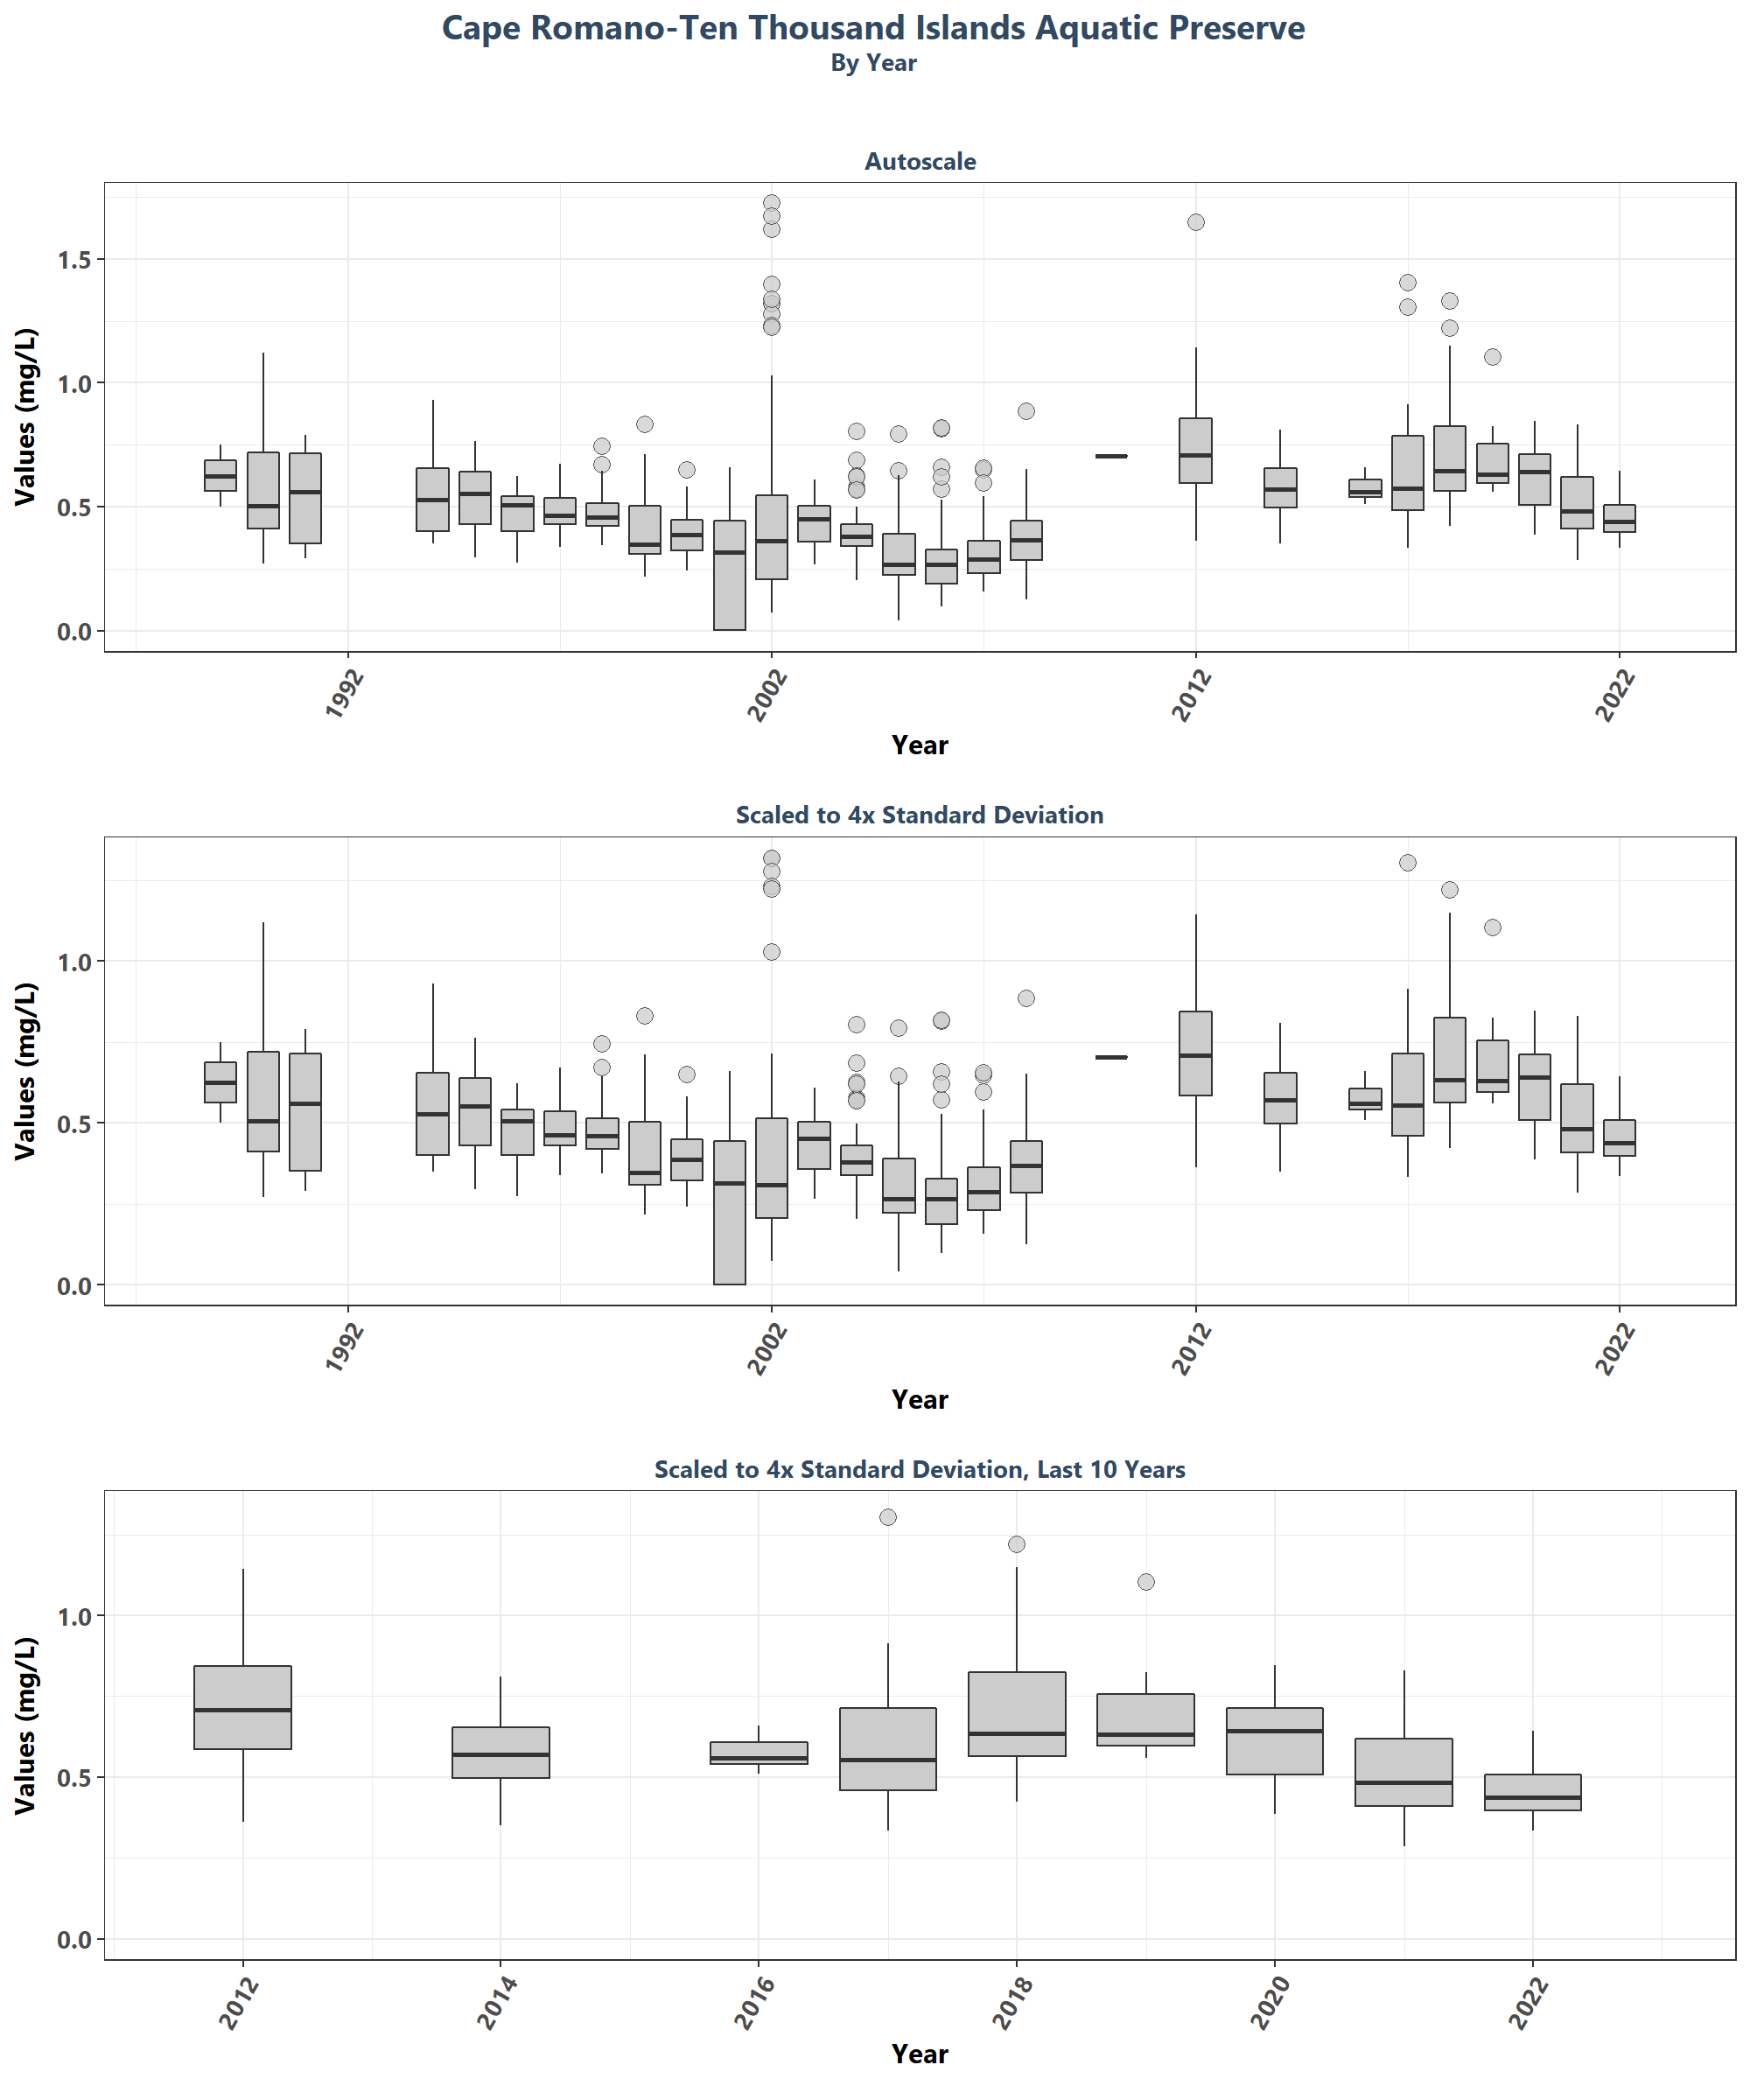 Cape Romano-Ten Thousand Islands Aquatic Preserve
By Year
Autoscale
Values (mg/L)
1.5
1.0
0.5
0.0
1992
2002
2012
2022
Year
Scaled to 4x Standard Deviation
Values (mg/L)
1.0
0.5
0.0
1992
2002
2012
2022
Year
Scaled to 4x Standard Deviation, Last 10 Years
Values (mg/L)
1.0
0.5
0.0
2012
2014
2016
2018
2020
2022
Year